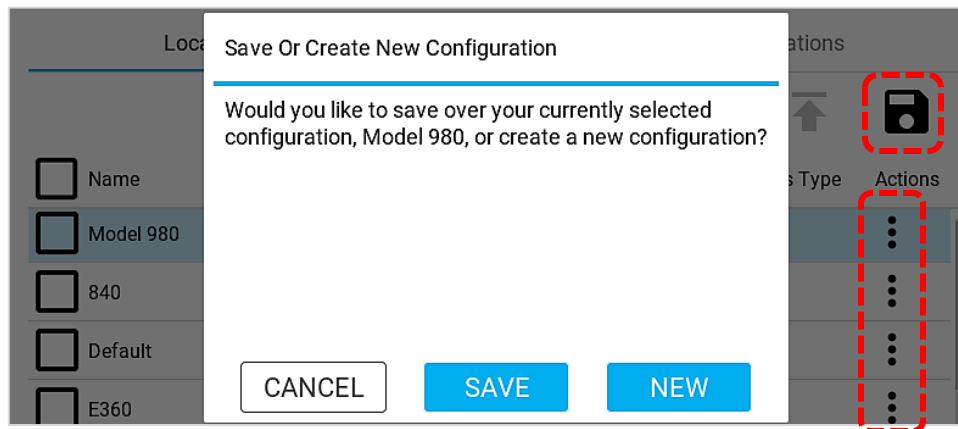 Loca
ations
Save Or Create New Configuration
Would you like to save over your currently selected
configuration, Model 980, or create a new configuration?
Name
s Type
Actions
Model 980
840
Default
E360
CANCEL
SAVE
NEW